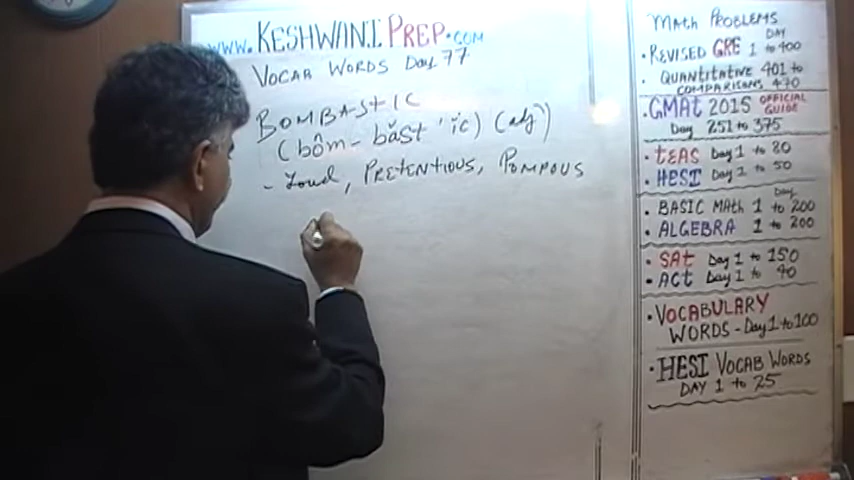 www.KESHWANIPREP.COM
VOCAB WORDS Day 77
BOMBASTIC
(bŏm-băst'ĭc) (adj)
- Loud, PRETENTIOUS, POMPOUS
MATH PROBLEMS
DAY
• REVISED GRE 1 to 400
• QUANTITATIVE 401 to
COMPARISONS 470
GMAT 2015 OFFICIAL GUIDE
Day 251 to 375
• TEAS Day 1 to 80
• HESI Day 1 to 50
Day
• BASIC MATH 1 to 200
• ALGEBRA 1 to 200
• SAT Day 1 to 150
• ACT Day 1 to 40
• VOCABULARY
WORDS - Day 1 to 100
• HESI VOCAB WORDS
DAY 1 to 25